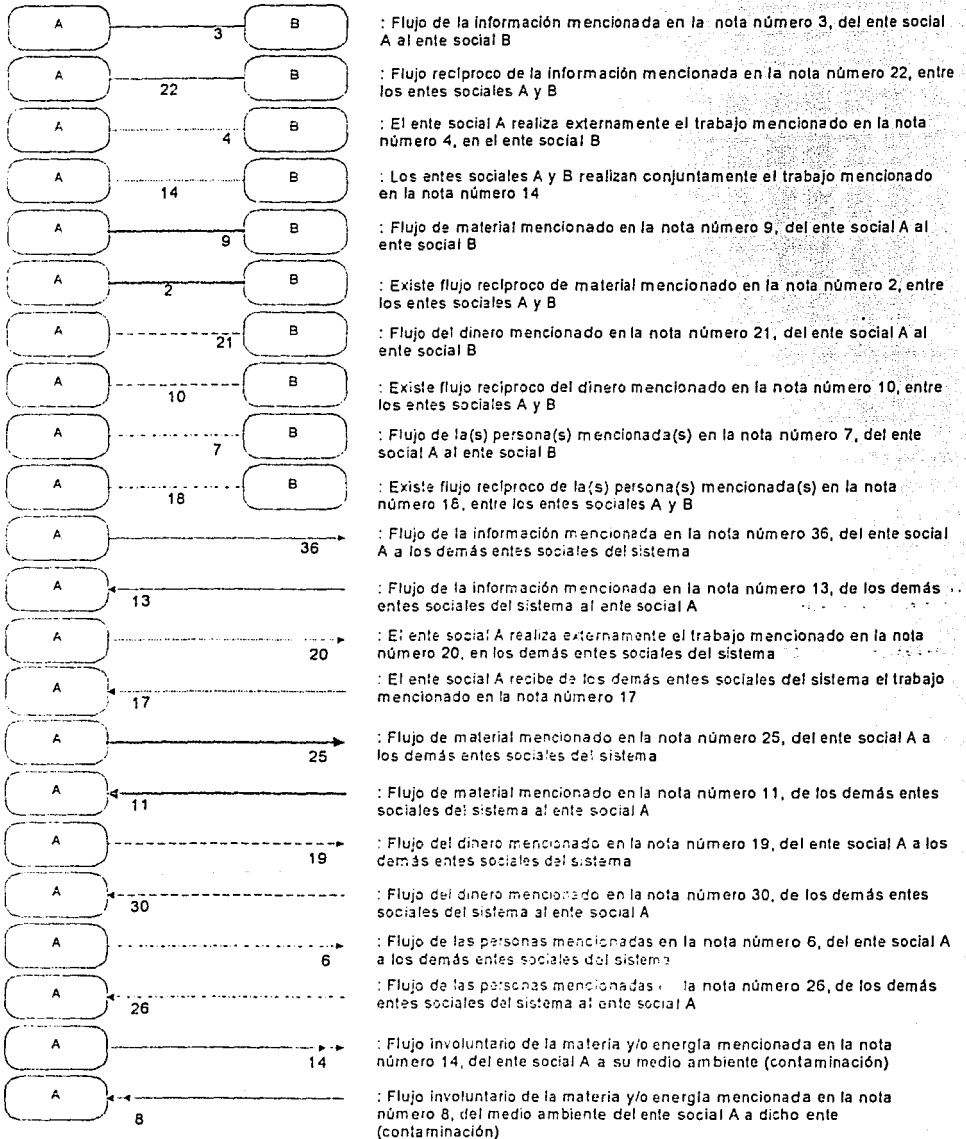 A 3 B : Flujo de la información mencionada en la nota número 3, del ente social
A al ente social B
A 22 B : Flujo recíproco de la información mencionada en la nota número 22, entre
los entes sociales A y B
A 4 B : El ente social A realiza externamente el trabajo mencionado en la nota
número 4, en el ente social B
A 14 B : Los entes sociales A y B realizan conjuntamente el trabajo mencionado
en la nota número 14
A 9 B : Flujo de material mencionado en la nota número 9, del ente social A al
ente social B
A 2 B : Existe flujo recíproco de material mencionado en la nota número 2, entre
los entes sociales A y B
A 21 B : Flujo del dinero mencionado en la nota número 21, del ente social A al
ente social B
A 10 B : Existe flujo recíproco del dinero mencionado en la nota número 10, entre
los entes sociales A y B
A 7 B : Flujo de la(s) persona(s) mencionada(s) en la nota número 7, del ente
social A al ente social B
A 18 B : Existe flujo recíproco de la(s) persona(s) mencionada(s) en la nota
número 18, entre los entes sociales A y B
A 36 : Flujo de la información mencionada en la nota número 36, del ente social
A a los demás entes sociales del sistema
A 13 : Flujo de la información mencionada en la nota número 13, de los demás
entes sociales del sistema al ente social A
A 20 : El ente social A realiza externamente el trabajo mencionado en la nota
número 20, en los demás entes sociales del sistema
A 17 : El ente social A recibe de los demás entes sociales del sistema el trabajo
mencionado en la nota número 17
A 25 : Flujo de material mencionado en la nota número 25, del ente social A a
los demás entes sociales del sistema
A 11 : Flujo de material mencionado en la nota número 11, de los demás entes
sociales del sistema al ente social A
A 19 : Flujo del dinero mencionado en la nota número 19, del ente social A a los
demás entes sociales del sistema
A 30 : Flujo del dinero mencionado en la nota número 30, de los demás entes
sociales del sistema al ente social A
A 6 : Flujo de las personas mencionadas en la nota número 6, del ente social A
a los demás entes sociales del sistema
A 26 : Flujo de las personas mencionadas la nota número 26, de los demás
entes sociales del sistema al ente social A
A 14 : Flujo involuntario de la materia y/o energía mencionada en la nota
número 14, del ente social A a su medio ambiente (contaminación)
A 8 : Flujo involuntario de la materia y/o energía mencionada en la nota
número 8, del medio ambiente del ente social A a dicho ente
(contaminación)